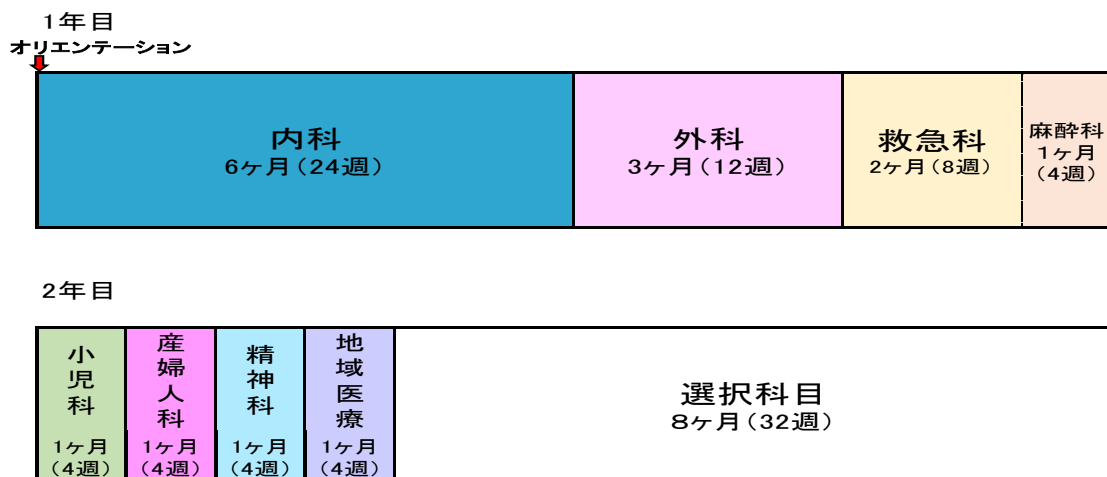 1年目
オリエンテーション
内科
6ヶ月(24週)
外科
3ヶ月(12週)
救急科
2ヶ月(8週)
麻酔科
1ヶ月
(4週)
2年目
小児科
1ヶ月
(4週)
産婦人科
1ヶ月
(4週)
精神科
1ヶ月
(4週)
地域医療
1ヶ月
(4週)
選択科目
8ヶ月(32週)